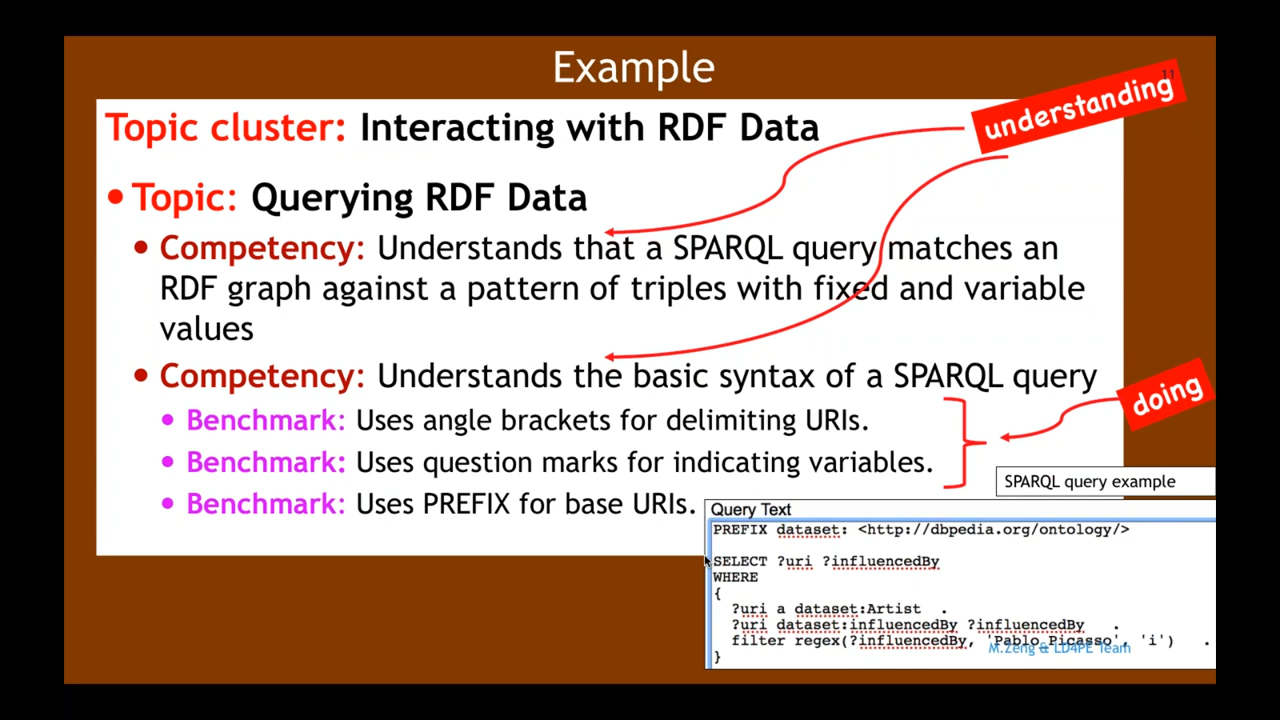 Example
11
understanding
Topic cluster: Interacting with RDF Data
• Topic: Querying RDF Data
• Competency: Understands that a SPARQL query matches an
RDF graph against a pattern of triples with fixed and variable
values
• Competency: Understands the basic syntax of a SPARQL query
doing
• Benchmark: Uses angle brackets for delimiting URIs.
• Benchmark: Uses question marks for indicating variables.
SPARQL query example
• Benchmark: Uses PREFIX for base URIs.
Query Text
PREFIX dataset: <http://dbpedia.org/ontology/>
SELECT ?uri ?influencedBy
WHERE
{
?uri a dataset:Artist .
?uri dataset:influencedBy ?influencedBy .
filter regex(?influencedBy, 'Pablo_Picasso', 'i') .
M.Zeng & LD4PE Team
}